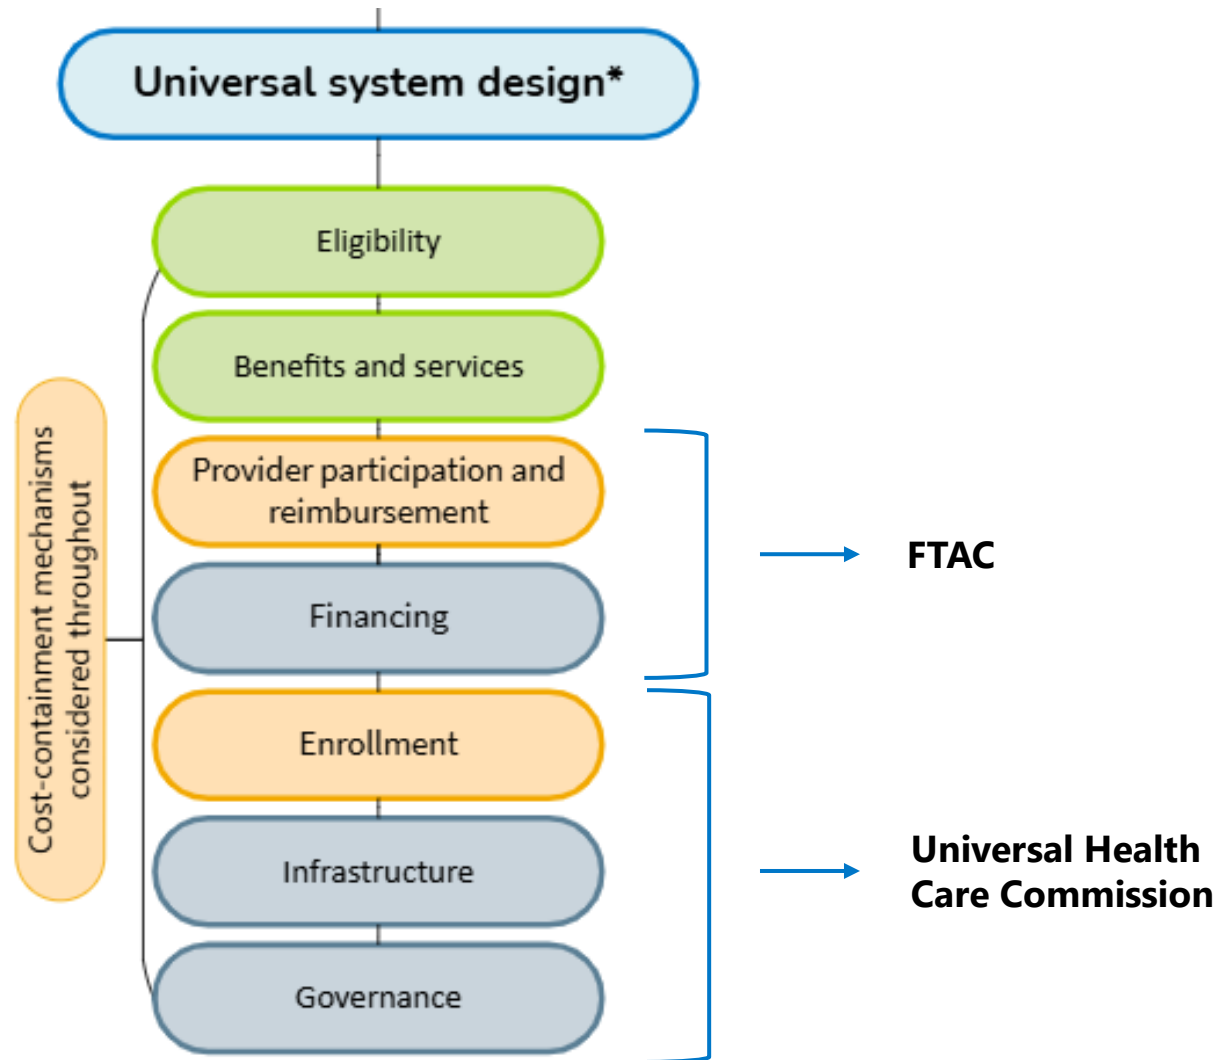 Universal system design*
Eligibility
Benefits and services
Provider participation and
reimbursement
Financing
Enrollment
Infrastructure
Governance
Cost-containment mechanisms
considered throughout
FTAC
Universal Health
Care Commission